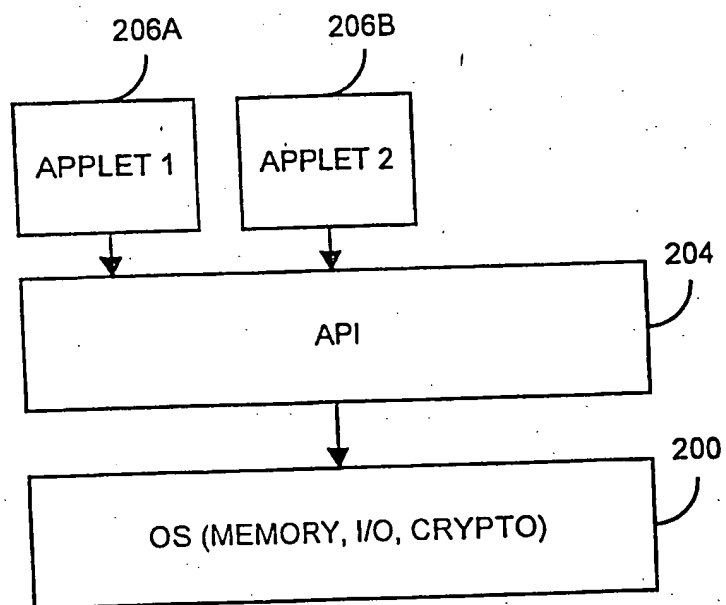 206A
206B
APPLET 1
APPLET 2
204
API
200
OS (MEMORY, I/O, CRYPTO)